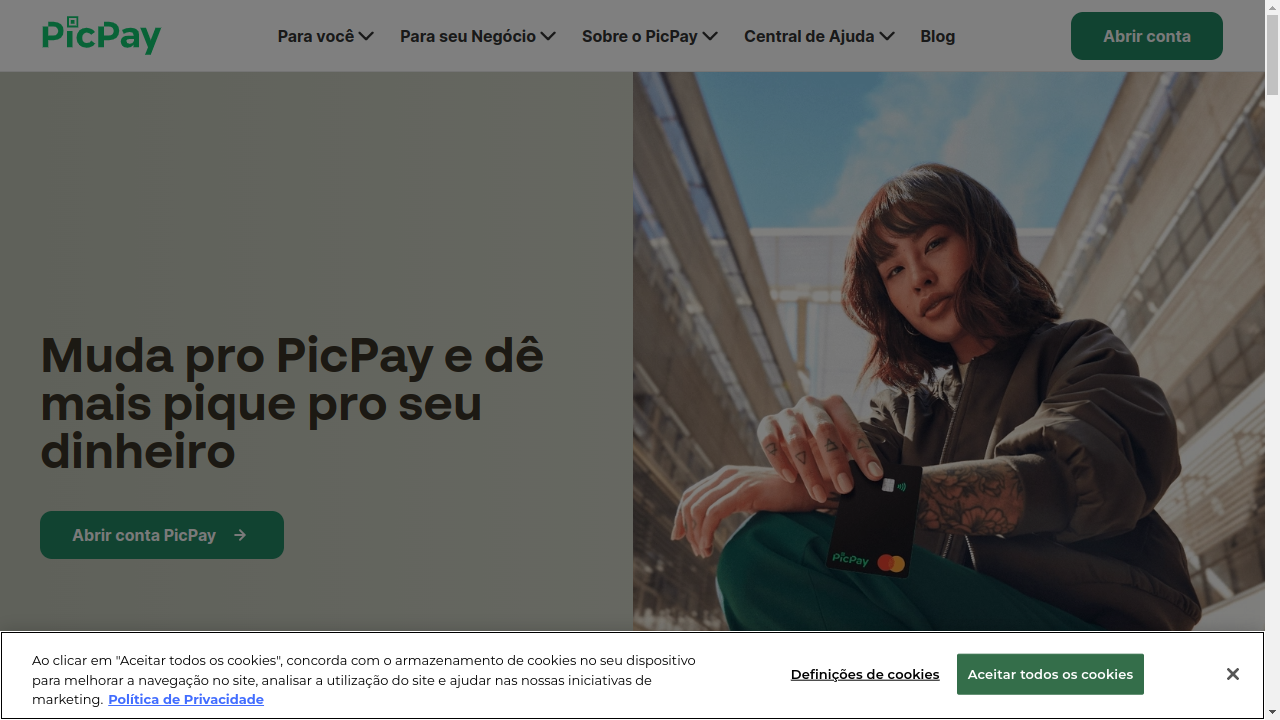 PicPay
Para você
Para seu Negócio
Sobre o PicPay
Central de Ajuda
Blog
Abrir conta
Muda pro PicPay e dê
mais pique pro seu
dinheiro
Abrir conta PicPay
PicPay
Ao clicar em "Aceitar todos os cookies", concorda com o armazenamento de cookies no seu dispositivo
para melhorar a navegação no site, analisar a utilização do site e ajudar nas nossas iniciativas de
marketing. Política de Privacidade
Definições de cookies
Aceitar todos os cookies